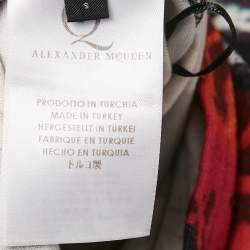 S
ALEXANDER MCQUEEN
PRODOTTO IN TURCHIA
MADE IN TURKEY
HERGESTELLT IN TÜRKEI
FABRIQUE EN TURQUIE
HECHO EN TURQUIA
トルコ製